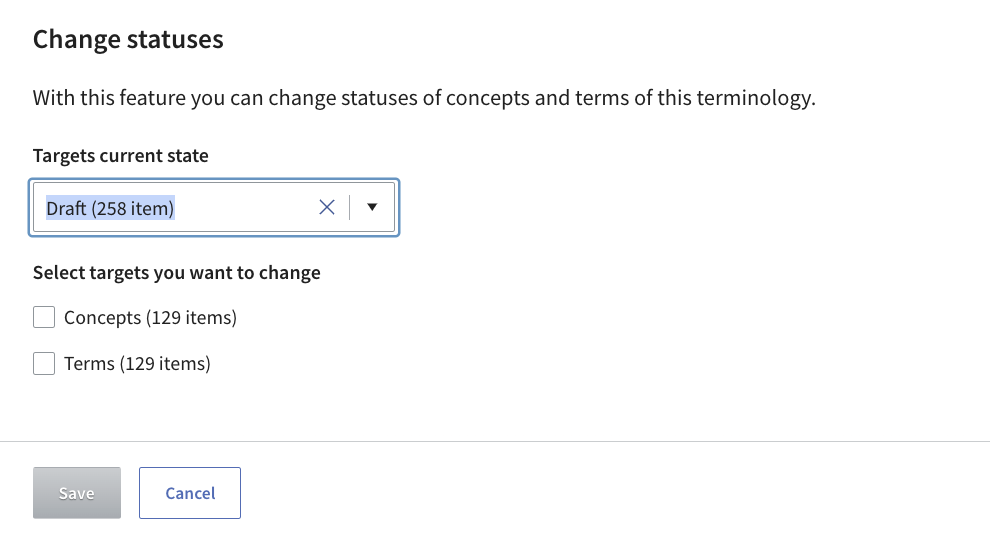 Change statuses
With this feature you can change statuses of concepts and terms of this terminology.
Targets current state
Draft (258 item)
Select targets you want to change
Concepts (129 items)
Terms (129 items)
Save Cancel